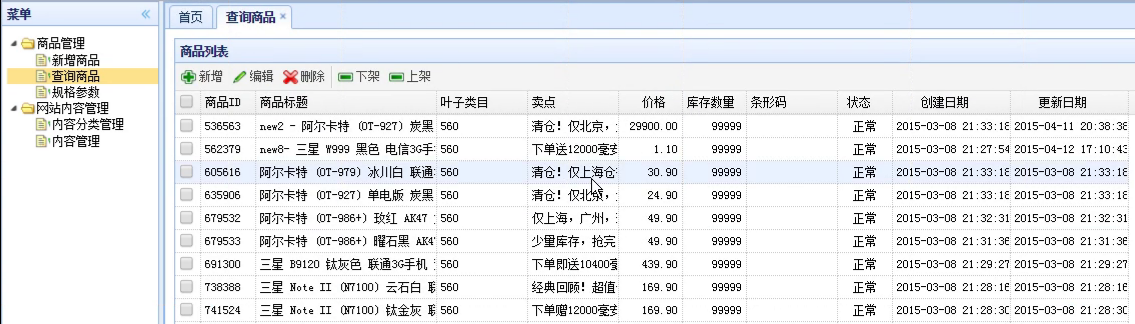 菜单
商品管理
新增商品
查询商品
规格参数
网站内容管理
内容分类管理
内容管理
首页 查询商品
商品列表
新增 编辑 删除 下架 上架
商品ID 商品标题 叶子类目 卖点 价格 库存数量 条形码 状态 创建日期 更新日期
536563 new2 - 阿尔卡特 (OT-927) 炭黑 560 清仓！仅北京， 29900.00 99999 正常 2015-03-08 21:33:18 2015-04-11 20:38:38
562379 new8- 三星 W999 黑色 电信3G手 560 下单送12000毫安 1.10 99999 正常 2015-03-08 21:27:54 2015-04-12 17:10:43
605616 阿尔卡特 (OT-979) 冰川白 联通 560 清仓！仅上海仓 30.90 99999 正常 2015-03-08 21:33:18 2015-03-08 21:33:18
635906 阿尔卡特 (OT-927) 单电版 炭黑 560 清仓！仅北京， 24.90 99999 正常 2015-03-08 21:33:18 2015-03-08 21:33:18
679532 阿尔卡特 (OT-986+) 玫红 AK47 560 仅上海，广州， 49.90 99999 正常 2015-03-08 21:32:31 2015-03-08 21:32:31
679533 阿尔卡特 (OT-986+) 曜石黑 AK47 560 少量库存，抢完 49.90 99999 正常 2015-03-08 21:31:36 2015-03-08 21:31:36
691300 三星 B9120 钛灰色 联通3G手机 560 下单即送10400毫 439.90 99999 正常 2015-03-08 21:29:27 2015-03-08 21:29:27
738388 三星 Note II (N7100) 云石白 联 560 经典回顾！超值 169.90 99999 正常 2015-03-08 21:28:16 2015-03-08 21:28:16
741524 三星 Note II (N7100) 钛金灰 联 560 下单赠12000毫安 169.90 99999 正常 2015-03-08 21:28:30 2015-03-08 21:28:30